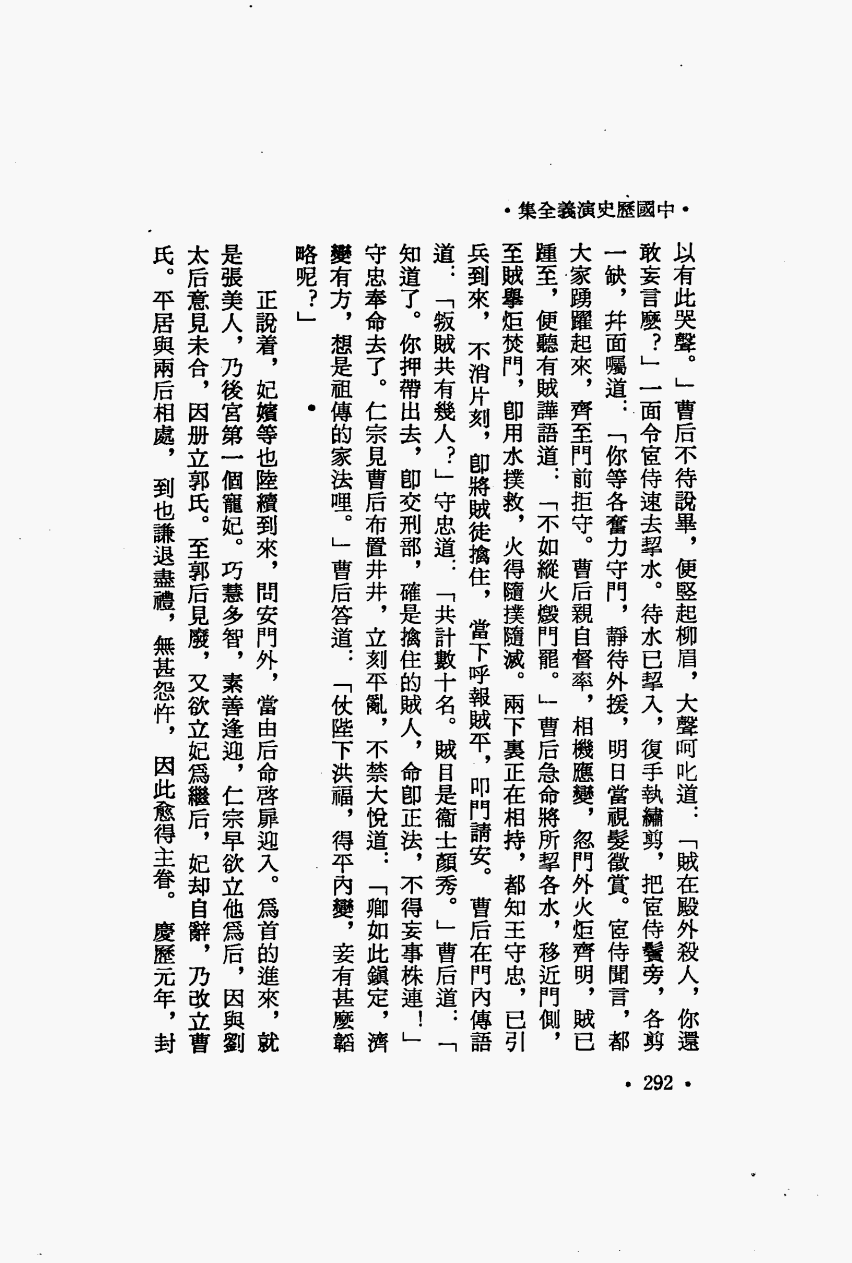 •中國歷史演義全集•
以有此哭聲。」曹后不待說畢，便竪起柳眉，大聲呵叱道：「賊在殿外殺人，你還
敢妄言麼？」一面令宦侍速去挈水。待水已挈入，復手執繡剪，把宦侍鬢旁，各剪
一缺，幷面囑道：「你等各奮力守門，靜待外援，明日當視髮徵賞。宦侍聞言，都
大家踴躍起來，齊至門前拒守。曹后親自督率，相機應變，忽門外火炬齊明，賊已
踵至，便聽有賊譁語道：「不如縱火燬門罷。」曹后急命將所挈各水，移近門側，
至賊舉炬焚門，卽用水撲救，火得隨撲隨滅。兩下裏正在相持，都知王守忠，已引
兵到來，不消片刻，卽將賊徒擒住，當下呼報賊平，叩門請安。曹后在門內傳語
道：「叛賊共有幾人？」守忠道：「共計數十名。賊目是衞士顏秀。」曹后道：「
知道了。你押帶出去，卽交刑部，確是擒住的賊人，命卽正法，不得妄事株連！」
守忠奉命去了。仁宗見曹后布置井井，立刻平亂，不禁大悅道：「卿如此鎭定，濟
變有方，想是祖傳的家法哩。」曹后答道：「仗陛下洪福，得平內變，妾有甚麼韜
略呢？」
正說着，妃嬪等也陸續到來，問安門外，當由后命啓扉迎入。爲首的進來，就
是張美人，乃後宮第一個寵妃。巧慧多智，素善逢迎，仁宗早欲立他爲后，因與劉
太后意見未合，因册立郭氏。至郭后見廢，又欲立妃爲繼后，妃却自辭，乃改立曹
氏。平居與兩后相處，到也謙退盡禮，無甚怨忤，因此愈得主眷。慶歷元年，封
•292•